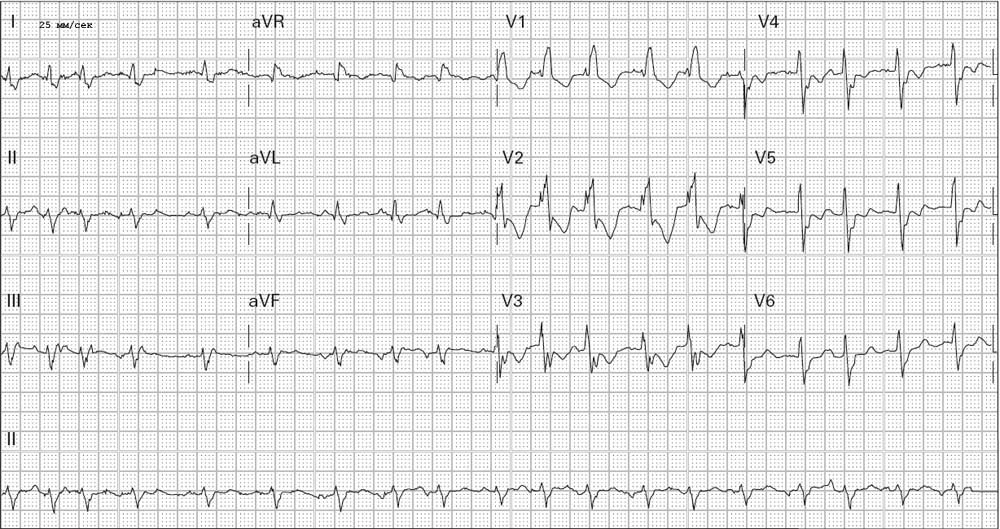 I 25 мм/сек aVR V1 V4
II aVL V2 V5
III aVF V3 V6
II